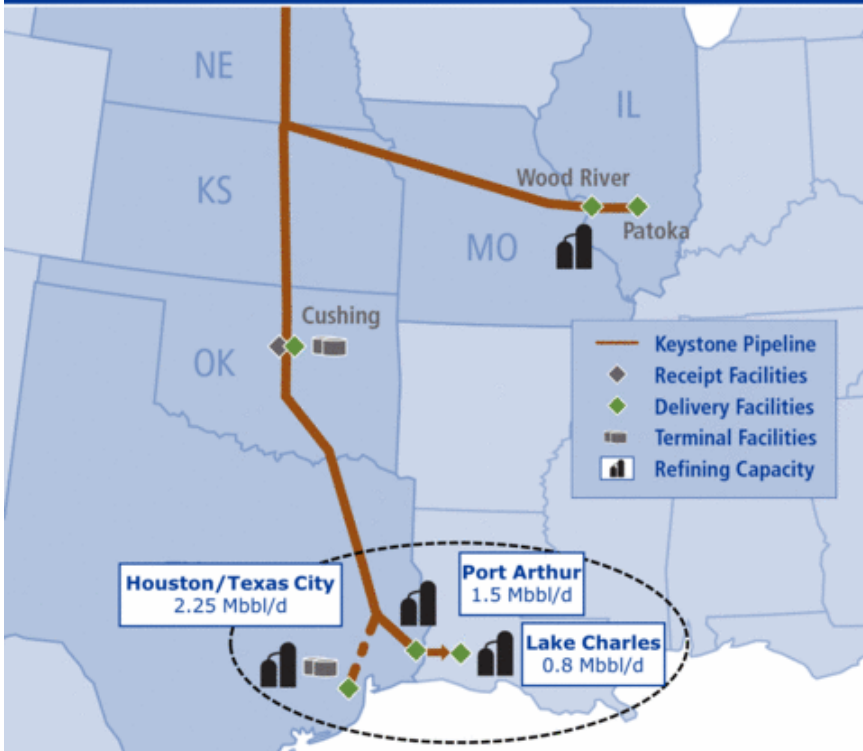 NE
IL
KS
Wood River
MO
Patoka
Cushing
OK
Keystone Pipeline
Receipt Facilities
Delivery Facilities
Terminal Facilities
Refining Capacity
Houston/Texas City
2.25 Mbbl/d
Port Arthur
1.5 Mbbl/d
Lake Charles
0.8 Mbbl/d